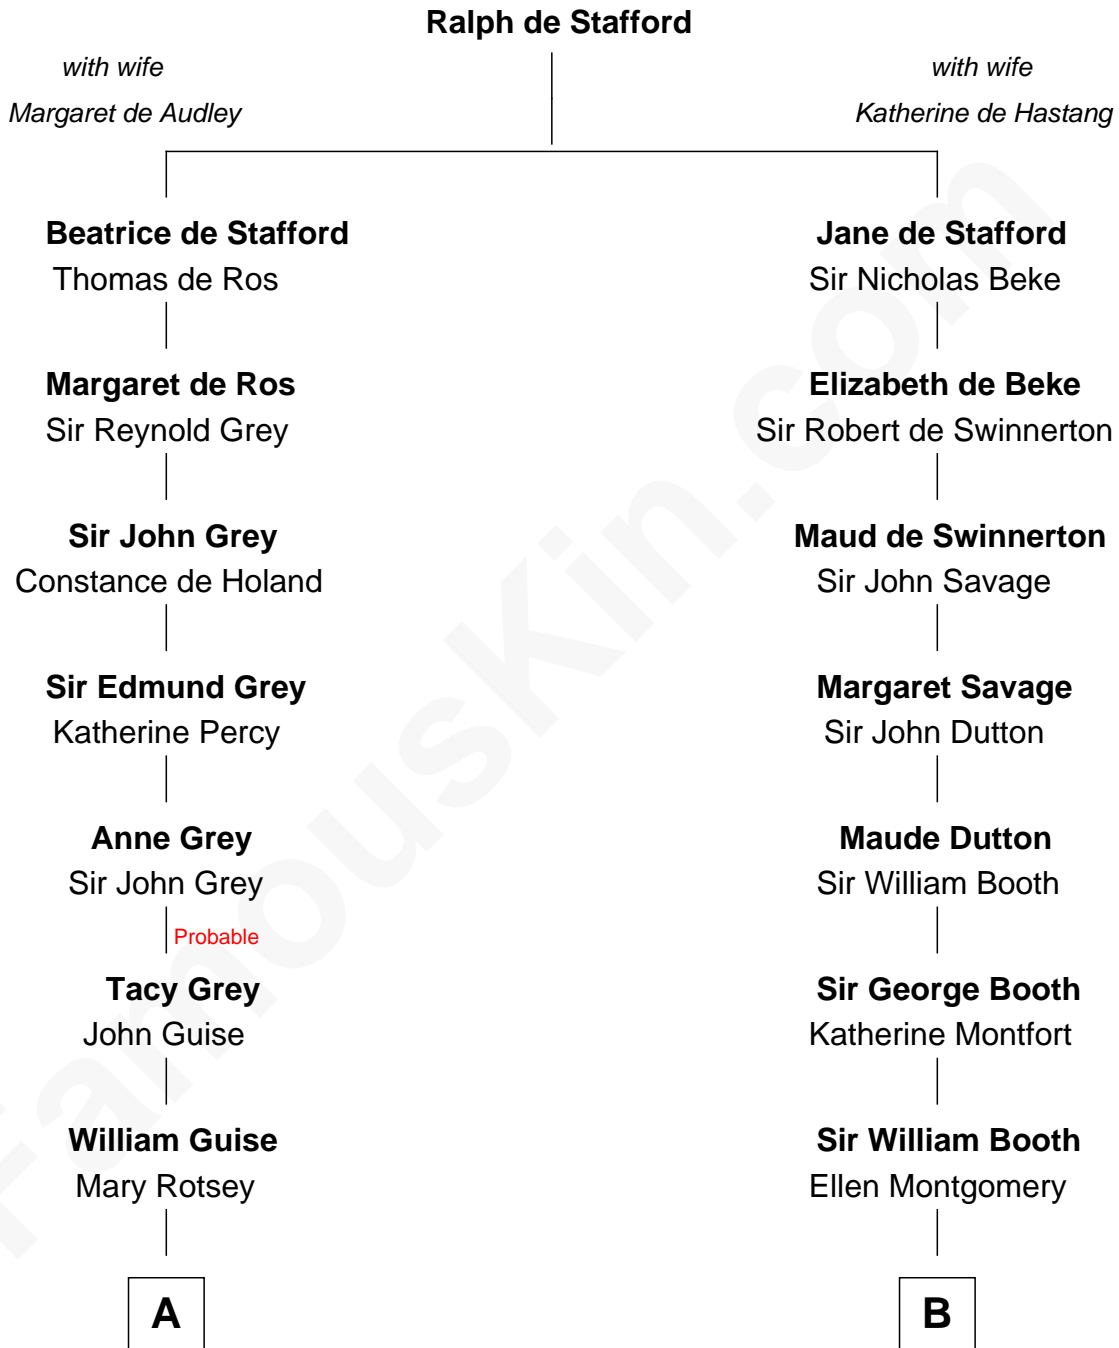 Ralph de Stafford
with wife
Margaret de Audley
with wife
Katherine de Hastang
Beatrice de Stafford
Thomas de Ros
Jane de Stafford
Sir Nicholas Beke
Margaret de Ros
Sir Reynold Grey
Elizabeth de Beke
Sir Robert de Swinnerton
Sir John Grey
Constance de Holand
Maud de Swinnerton
Sir John Savage
Sir Edmund Grey
Katherine Percy
Margaret Savage
Sir John Dutton
Anne Grey
Sir John Grey
Maude Dutton
Sir William Booth
Probable
Tacy Grey
John Guise
Sir George Booth
Katherine Montfort
William Guise
Mary Rotsey
Sir William Booth
Ellen Montgomery
A
B
FamousKin.com